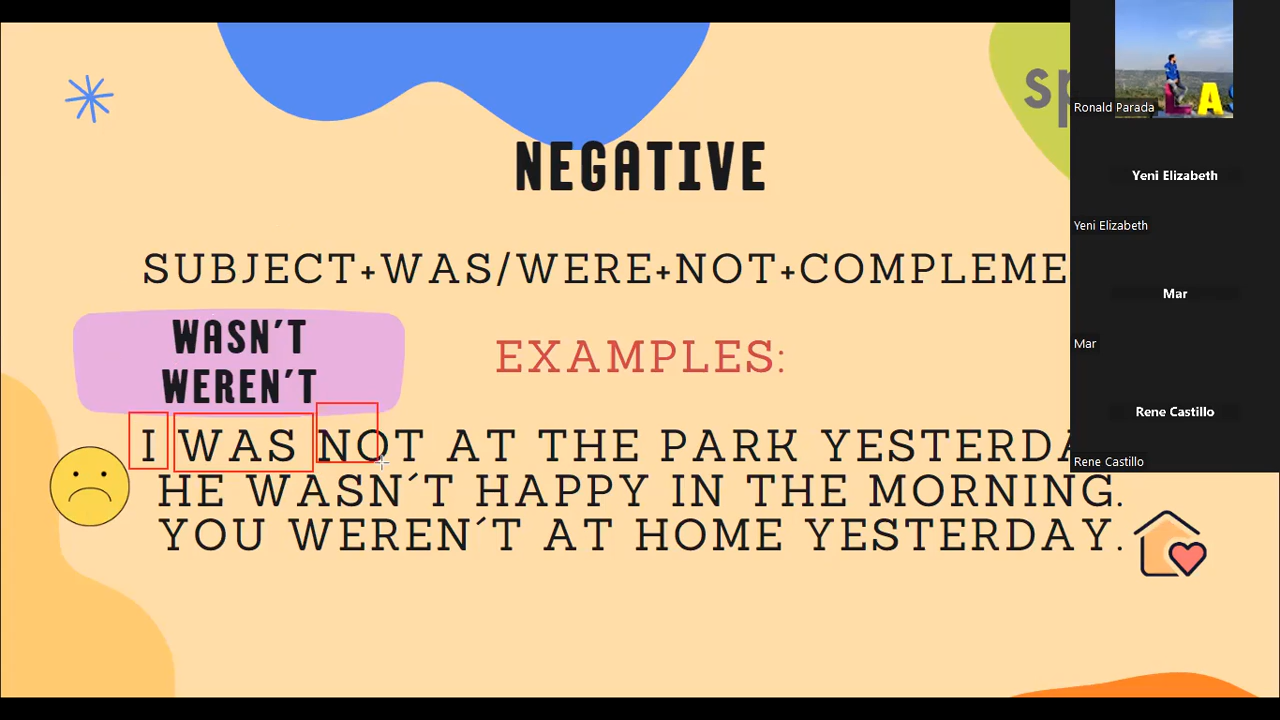 sp
NEGATIVE
SUBJECT+WAS/WERE+NOT+COMPLEME
WASN´T
WEREN´T
EXAMPLES:
I WAS NOT AT THE PARK YESTERDA
HE WASN´T HAPPY IN THE MORNING.
YOU WEREN´T AT HOME YESTERDAY.
LA
Ronald Parada
Yeni Elizabeth
Yeni Elizabeth
Mar
Mar
Rene Castillo
Rene Castillo